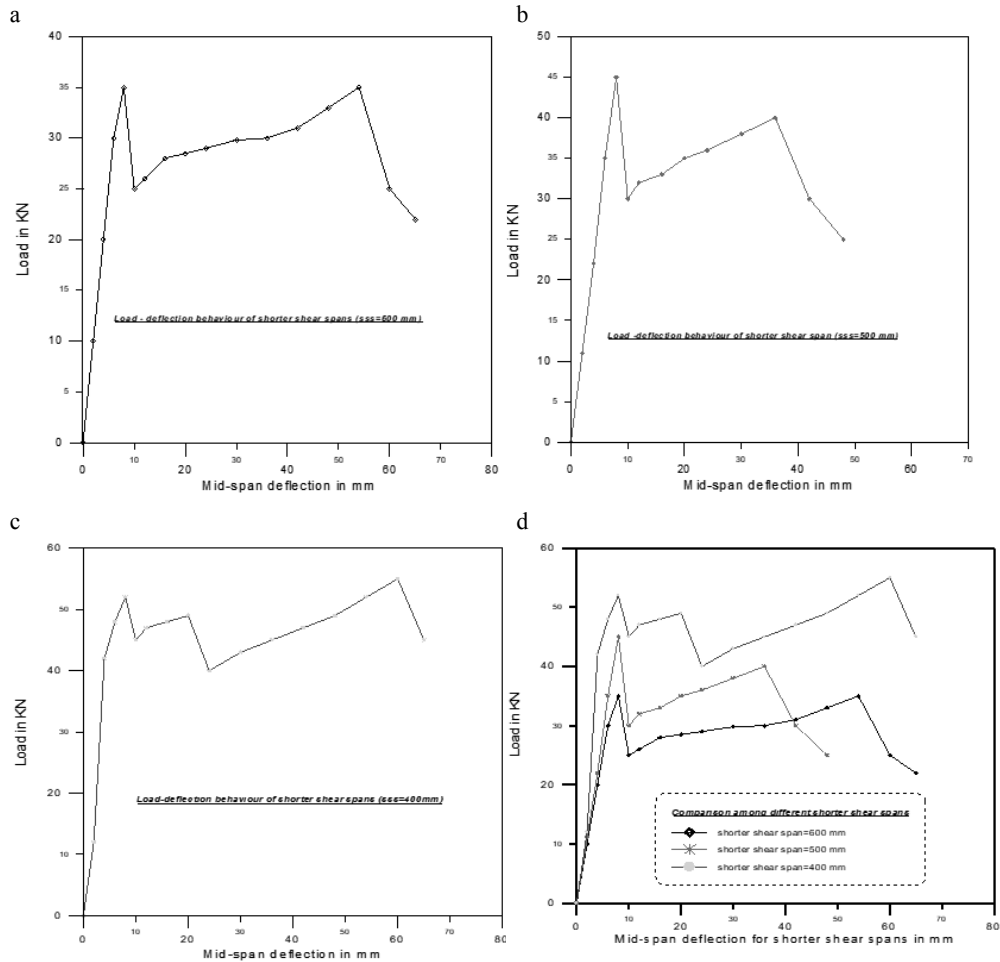 a
40
35
30
25
20
15
10
5
0
Load in KN
Load - deflection behaviour of shorter shear spans (sss=600 mm)
0 10 20 30 40 50 60 70 80
Mid-span deflection in mm
b
50
45
40
35
30
25
20
15
10
5
0
Load in KN
Load -deflection behaviour of shorter shear span (sss=500 mm)
0 10 20 30 40 50 60 70
Mid-span deflection in mm
c
60
50
40
30
20
10
0
Load in KN
Load-deflection behaviour of shorter shear spans (sss=400mm)
0 10 20 30 40 50 60 70 80
Mid-span deflection in mm
d
60
50
40
30
20
10
0
Load in KN
Comparison among different shorter shear spans
shorter shear span=600 mm
shorter shear span=500 mm
shorter shear span=400 mm
0 10 20 30 40 50 60 70 80
Mid-span deflection for shorter shear spans in mm